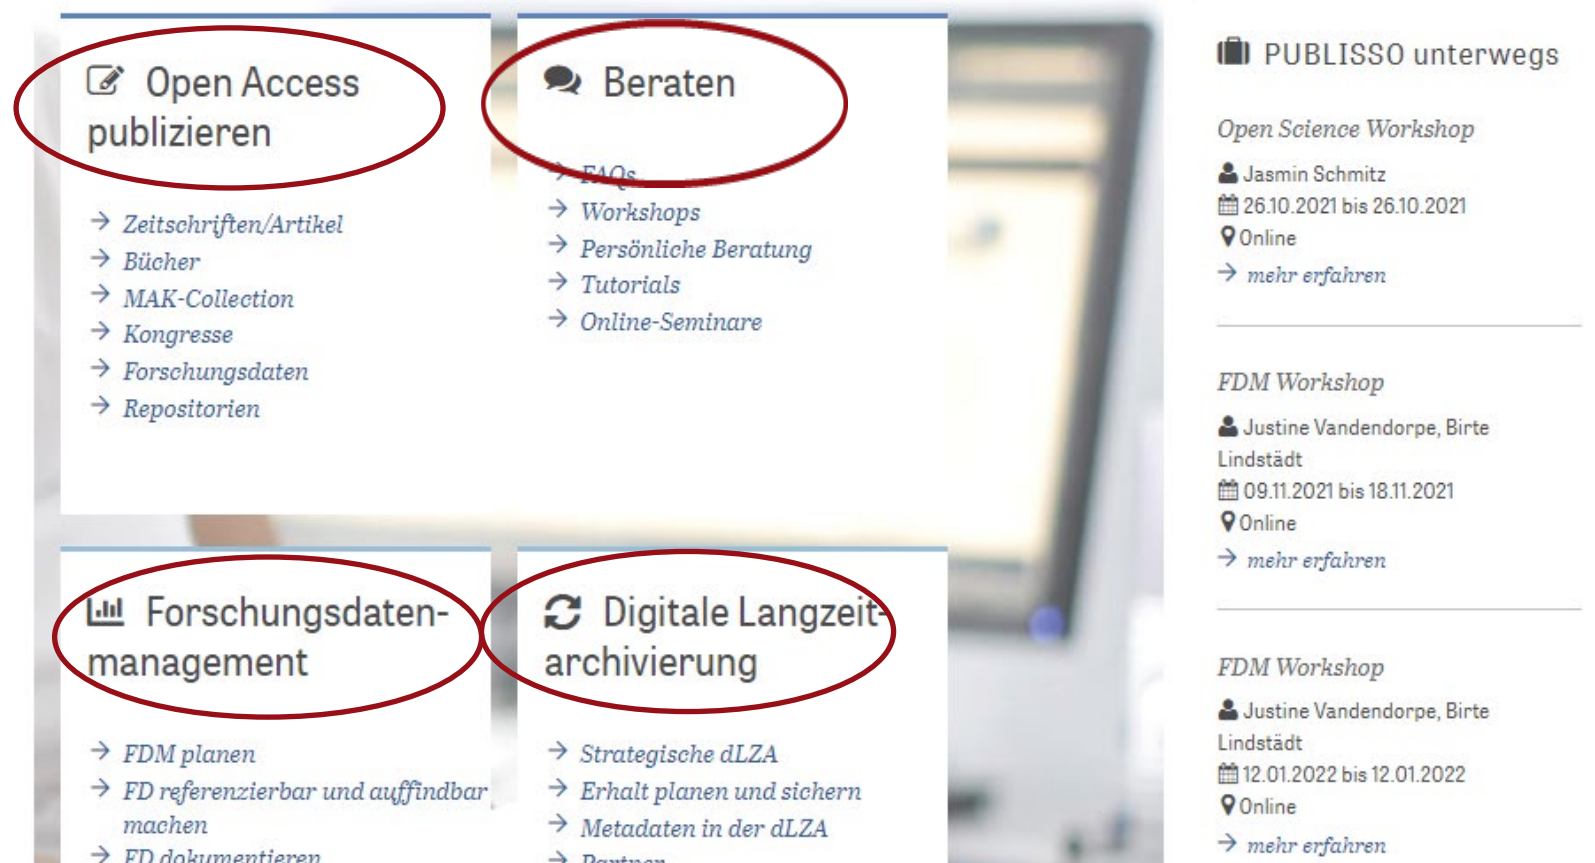 Open Access
publizieren
Zeitschriften/Artikel
Bücher
MAK-Collection
Kongresse
Forschungsdaten
Repositorien
Beraten
FAQs
Workshops
Persönliche Beratung
Tutorials
Online-Seminare
Forschungsdaten-
management
FDM planen
FD referenzierbar und auffindbar
machen
FD dokumentieren
Digitale Langzeit-
archivierung
Strategische dLZA
Erhalt planen und sichern
Metadaten in der dLZA
Partner
PUBLISSO unterwegs
Open Science Workshop
Jasmin Schmitz
26.10.2021 bis 26.10.2021
Online
mehr erfahren
FDM Workshop
Justine Vandendorpe, Birte
Lindstädt
09.11.2021 bis 18.11.2021
Online
mehr erfahren
FDM Workshop
Justine Vandendorpe, Birte
Lindstädt
12.01.2022 bis 12.01.2022
Online
mehr erfahren